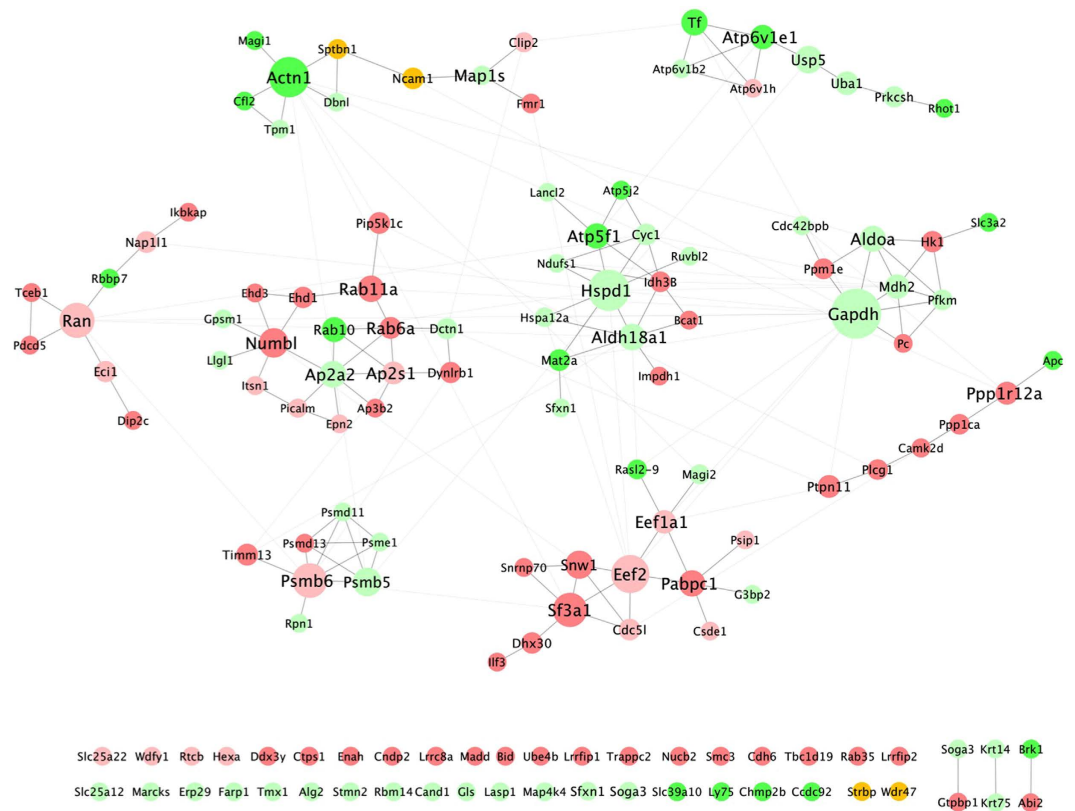 Tf
Magi1
Clip2
Atp6v1e1
Sptbn1
Usp5
Atp6v1b2
Actn1
Ncam1
Map1s
Atp6v1h
Uba1
Prkcsh
Cfl2
Dbnl
Fmr1
Rhot1
Tpm1
Lancl2
Atp5j2
Ikbkap
Pip5k1c
Cdc42bpb
Slc3a2
Nap1l1
Atp5f1
Cyc1
Aldoa
Hk1
Ruvbl2
Ndufs1
Ppm1e
Rbbp7
Idh3B
Mdh2
Tceb1
Ehd3
Ehd1
Rab11a
Hspd1
Pfkm
Gpsm1
Hspa12a
Bcat1
Gapdh
Ran
Rab10
Rab6a
Dctn1
Aldh18a1
Pdcd5
Numbl
Pc
Llgl1
Mat2a
Apc
Eci1
Ap2a2
Ap2s1
Dynlrb1
Impdh1
Itsn1
Ppp1r12a
Picalm
Ap3b2
Sfxn1
Dip2c
Epn2
Ppp1ca
Camk2d
Rasl2-9
Magi2
Plcg1
Ptpn11
Psmd11
Eef1a1
Psmd13
Psme1
Psip1
Timm13
Snrnp70
Snw1
Eef2
Psmb6
Psmb5
Pabpc1
G3bp2
Sf3a1
Rpn1
Cdc5l
Csde1
Dhx30
Ilf3
Slc25a22 Wdfy1 Rtcb Hexa Ddx3y Ctps1 Enah Cndp2 Lrrc8a Madd Bid Ube4b Lrrfip1 Trappc2 Nucb2 Smc3 Cdh6 Tbc1d19 Rab35 Lrrfip2
Soga3 Krt14 Brk1
Slc25a12 Marcks Erp29 Farp1 Tmx1 Alg2 Stmn2 Rbm14 Cand1 Gls Lasp1 Map4k4 Sfxn1 Soga3 Slc39a10 Ly75 Chmp2b Ccdc92 Strbp Wdr47
Gtpbp1 Krt75 Abi2